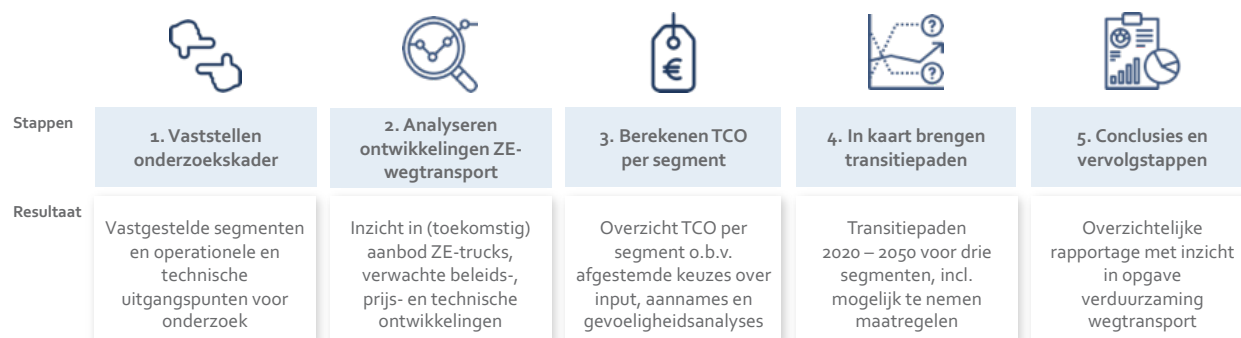 Stappen
1. Vaststellen
onderzoekskader
2. Analyseren
ontwikkelingen ZE-
wegtransport
3. Berekenen TCO
per segment
4. In kaart brengen
transitiepaden
5. Conclusies en
vervolgstappen
Resultaat
Vastgestelde segmenten
en operationele en
technische
uitgangspunten voor
onderzoek
Inzicht in (toekomstig)
aanbod ZE-trucks,
verwachte beleids-,
prijs- en technische
ontwikkelingen
Overzicht TCO per
segment o.b.v.
afgestemde keuzes over
input, aannames en
gevoeligheidsanalyses
Transitiepaden
2020 – 2050 voor drie
segmenten, incl.
mogelijk te nemen
maatregelen
Overzichtelijke
rapportage met inzicht
in opgave
verduurzaming
wegtransport